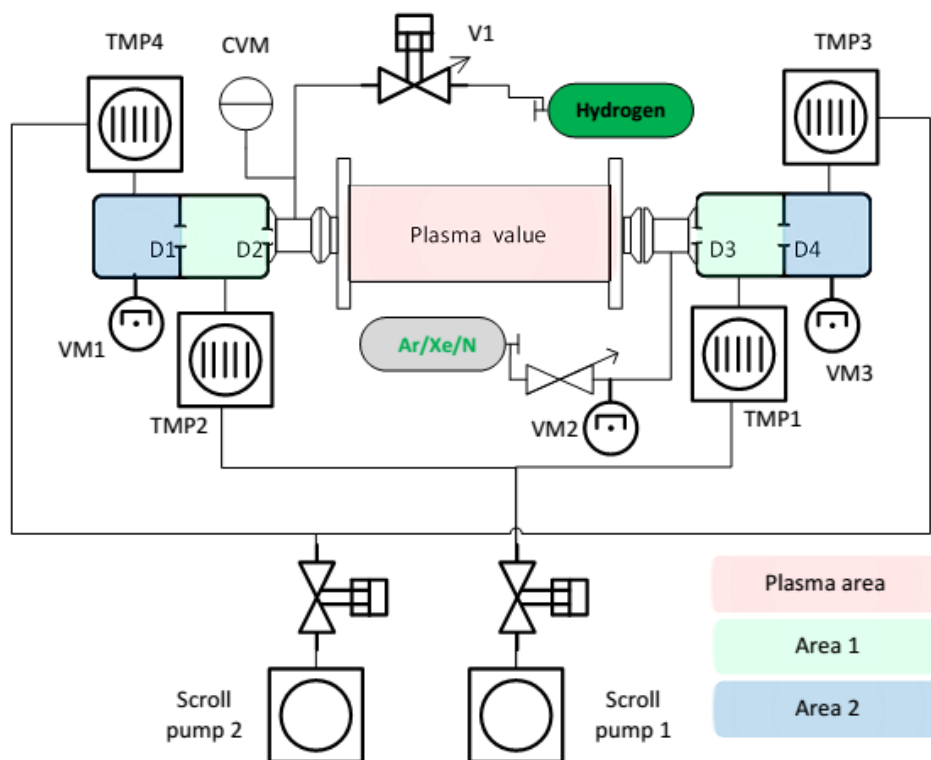 TMP4
CVM
V1
TMP3
Hydrogen
Plasma value
D1
D2
D3
D4
VM1
Ar/Xe/N
VM3
TMP2
VM2
TMP1
Plasma area
Area 1
Scroll
pump 2
Scroll
pump 1
Area 2